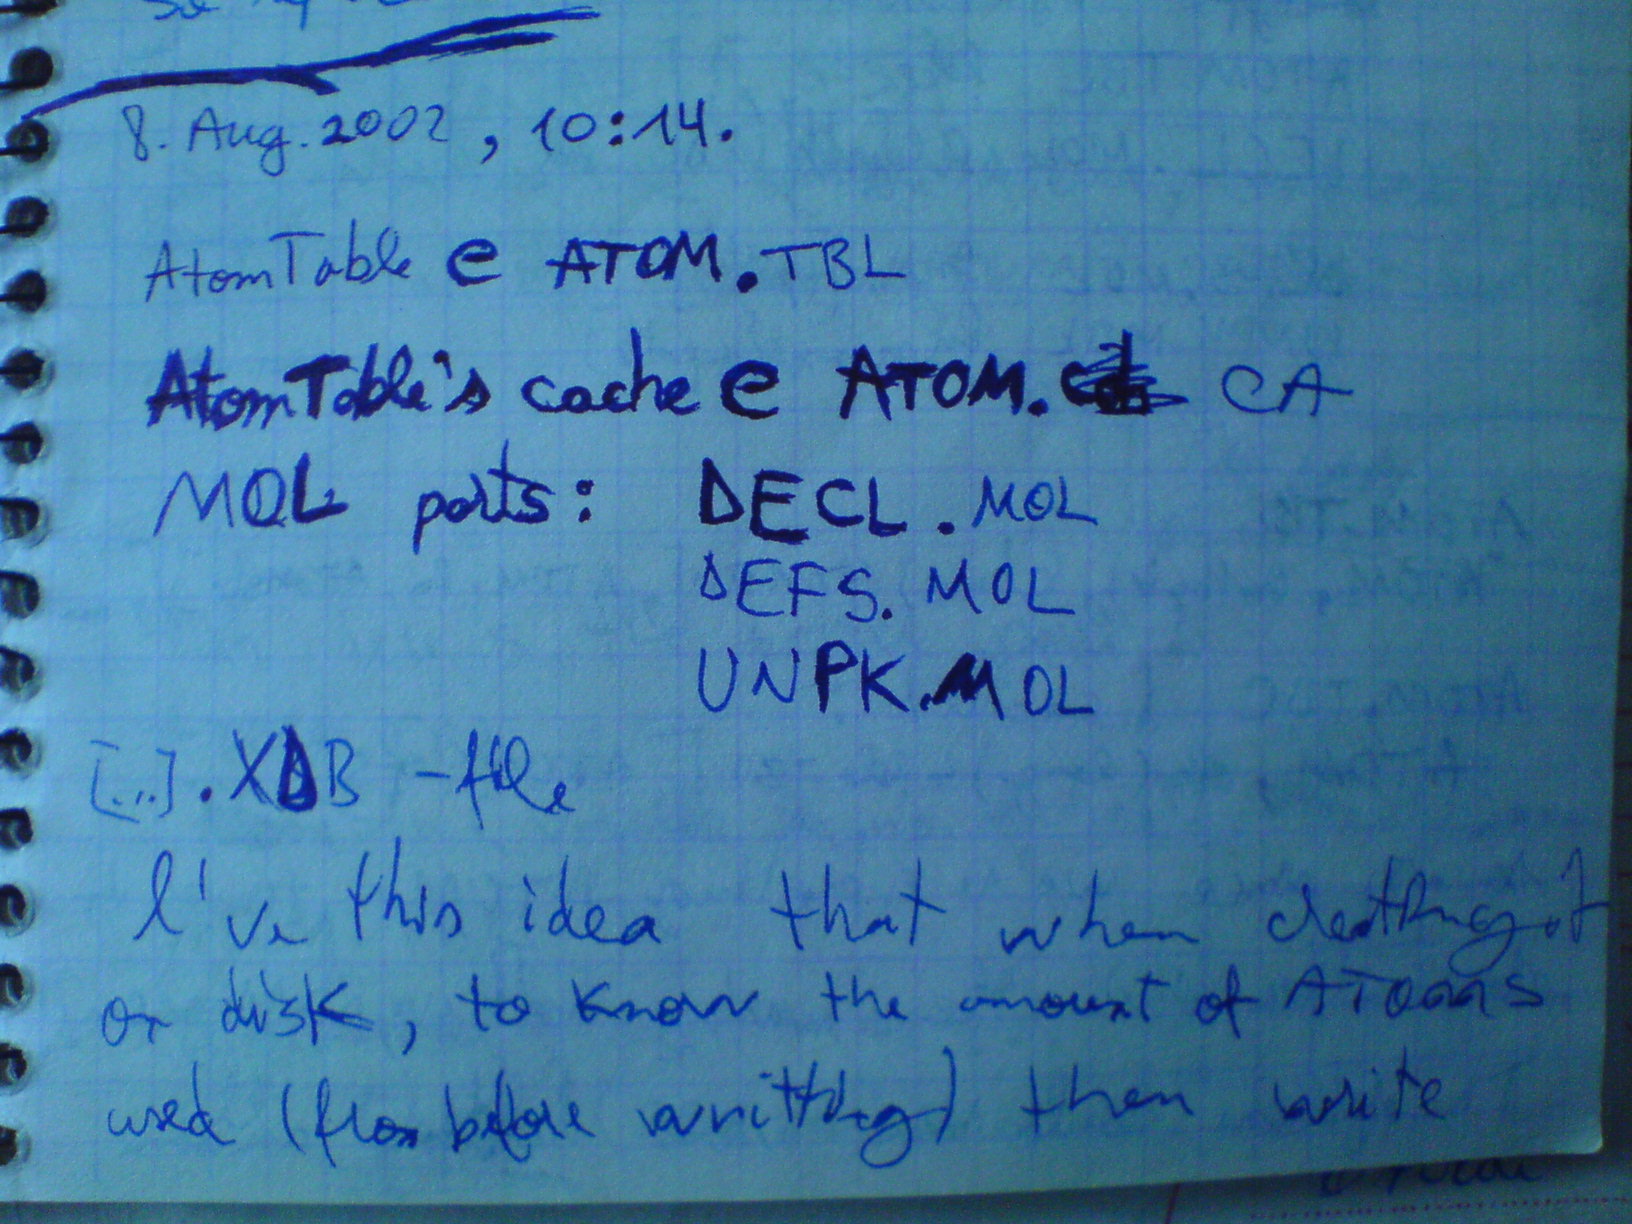 8. Aug. 2002, 10:14.
AtomTable e ATOM.TBL
AtomTable's cache e ATOM. CA
MOL parts: DECL.MOL
DEFS.MOL
UNPK.MOL
[...].XDB -file
I've this idea that when creating it
on disk, to know the amount of ATOMs
used (from before writting) then write